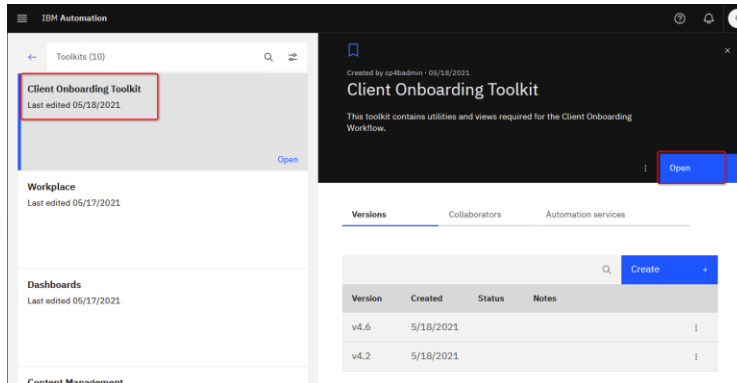 IBM Automation
Toolkits (10)
Client Onboarding Toolkit
Last edited 05/18/2021
Open
Workplace
Last edited 05/17/2021
Dashboards
Last edited 05/17/2021
Content Management
Created by cp4badmin · 05/18/2021
Client Onboarding Toolkit
This toolkit contains utilities and views required for the Client Onboarding
Workflow.
Open
Versions Collaborators Automation services
Create +
Version Created Status Notes
v4.6 5/18/2021
v4.2 5/18/2021